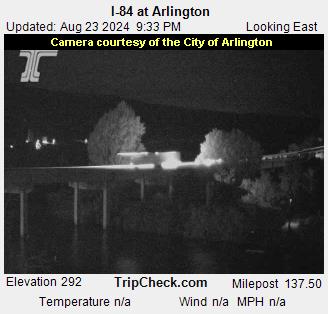 I-84 at Arlington
Updated: Aug 23 2024 9:33 PM Looking East
Camera courtesy of the City of Arlington
Elevation 292 TripCheck.com Milepost 137.50
Temperature n/a Wind n/a MPH n/a